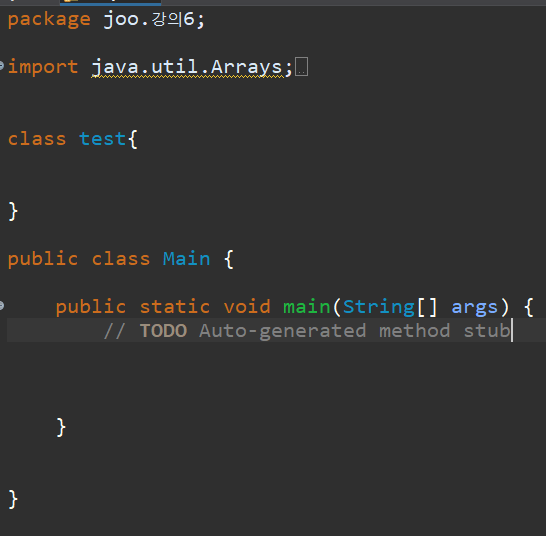 package joo.강의6;
import java.util.Arrays;
class test{
}
public class Main {
public static void main(String[] args) {
// TODO Auto-generated method stub
}
}